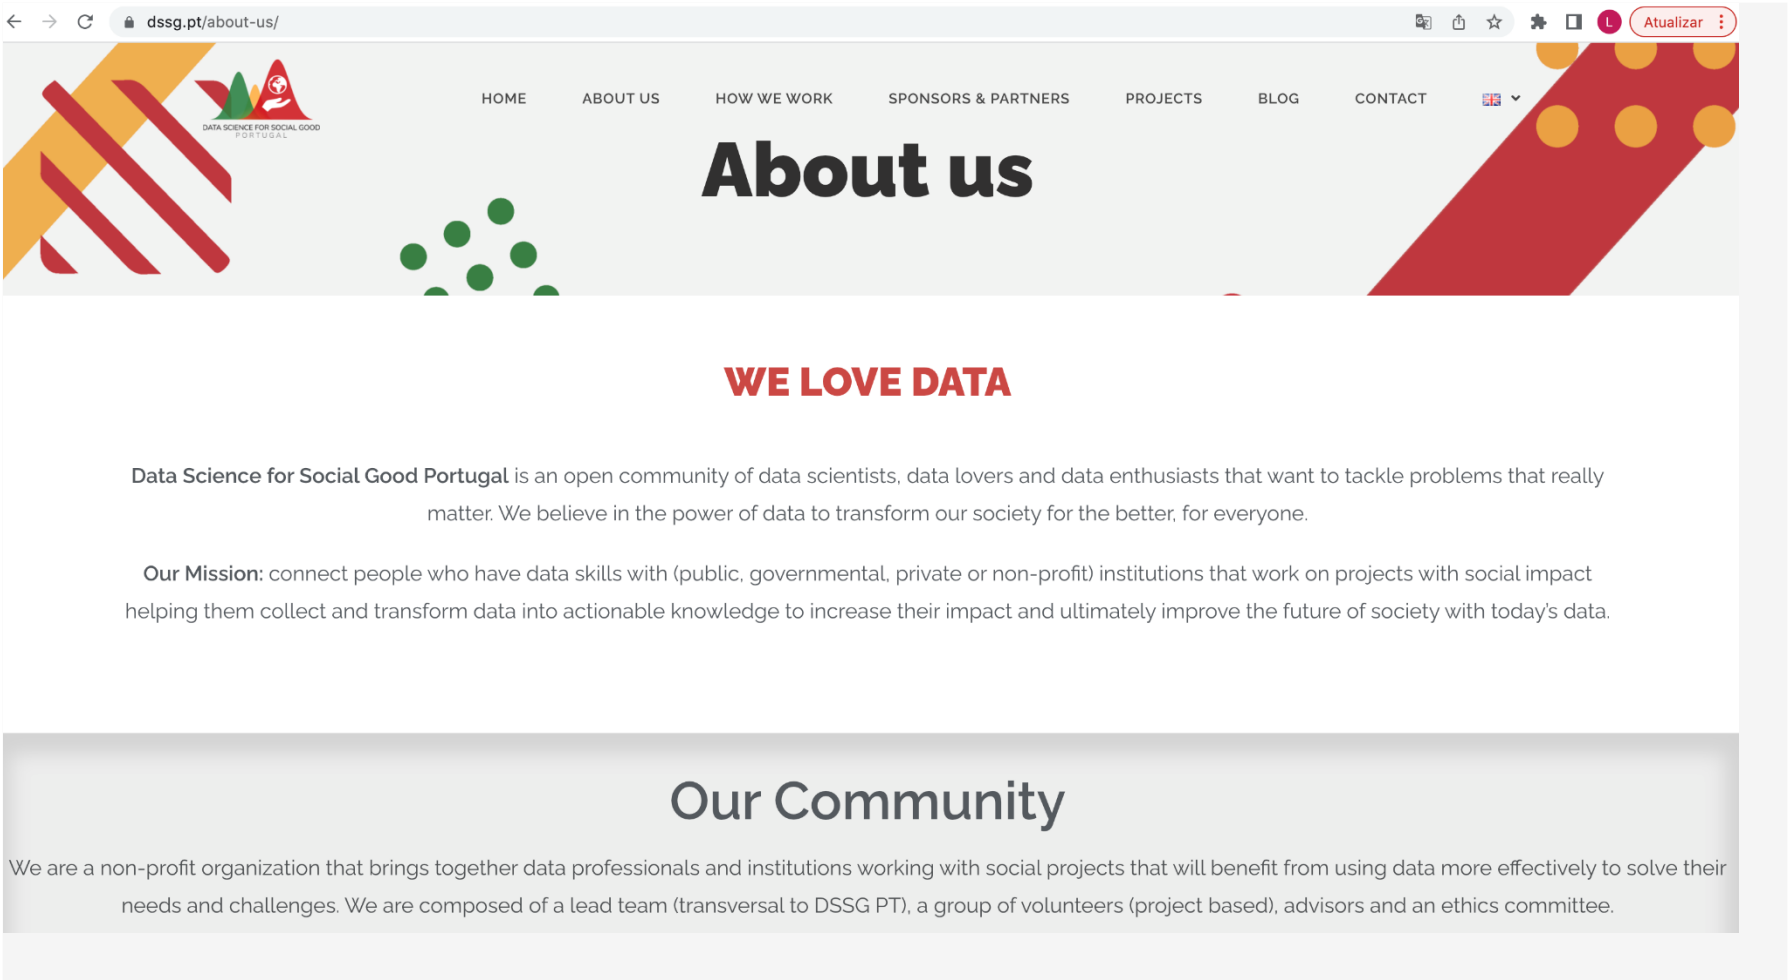 dssg.pt/about-us/
L
Atualizar
DATA SCIENCE FOR SOCIAL GOOD
PORTUGAL
HOME ABOUT US HOW WE WORK SPONSORS & PARTNERS PROJECTS BLOG CONTACT
About us
WE LOVE DATA
Data Science for Social Good Portugal is an open community of data scientists, data lovers and data enthusiasts that want to tackle problems that really
matter. We believe in the power of data to transform our society for the better, for everyone.
Our Mission: connect people who have data skills with (public, governmental, private or non-profit) institutions that work on projects with social impact
helping them collect and transform data into actionable knowledge to increase their impact and ultimately improve the future of society with today's data.
Our Community
We are a non-profit organization that brings together data professionals and institutions working with social projects that will benefit from using data more effectively to solve their
needs and challenges. We are composed of a lead team (transversal to DSSG PT), a group of volunteers (project based), advisors and an ethics committee.